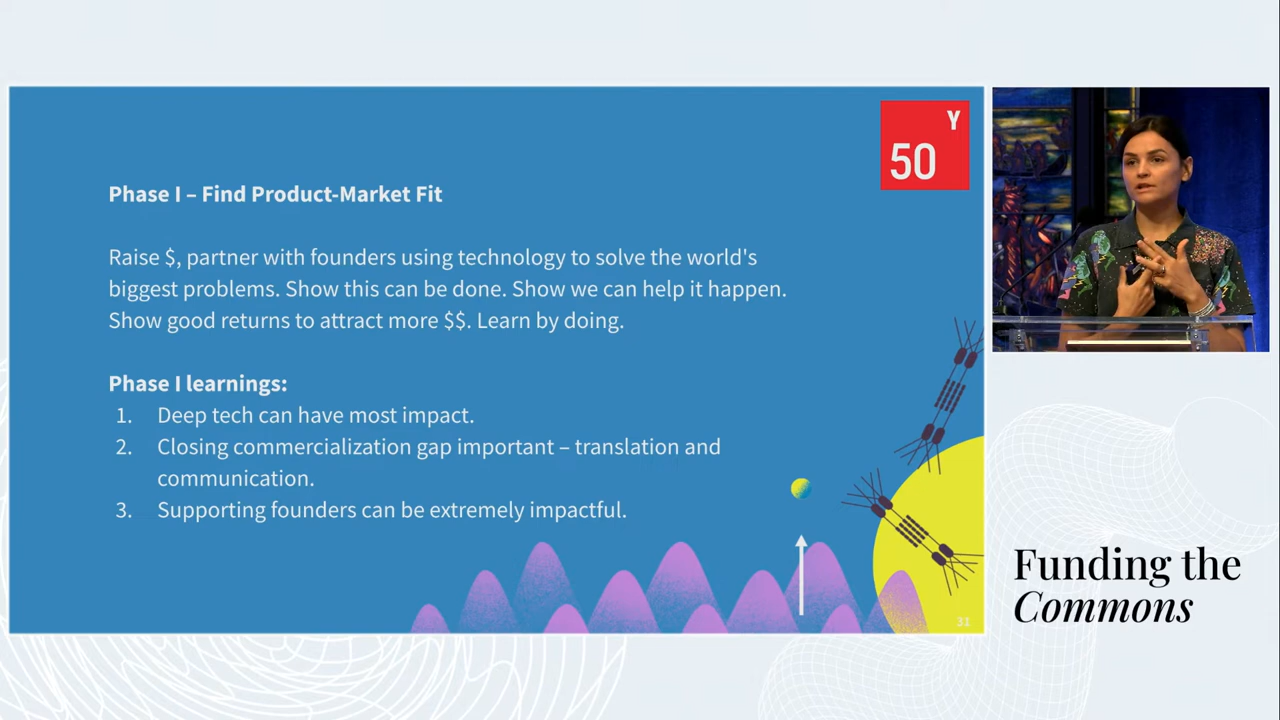 Y
50
Phase I – Find Product-Market Fit
Raise $, partner with founders using technology to solve the world's
biggest problems. Show this can be done. Show we can help it happen.
Show good returns to attract more $$. Learn by doing.
Phase I learnings:
1. Deep tech can have most impact.
2. Closing commercialization gap important – translation and
communication.
3. Supporting founders can be extremely impactful.
31
Funding the
Commons